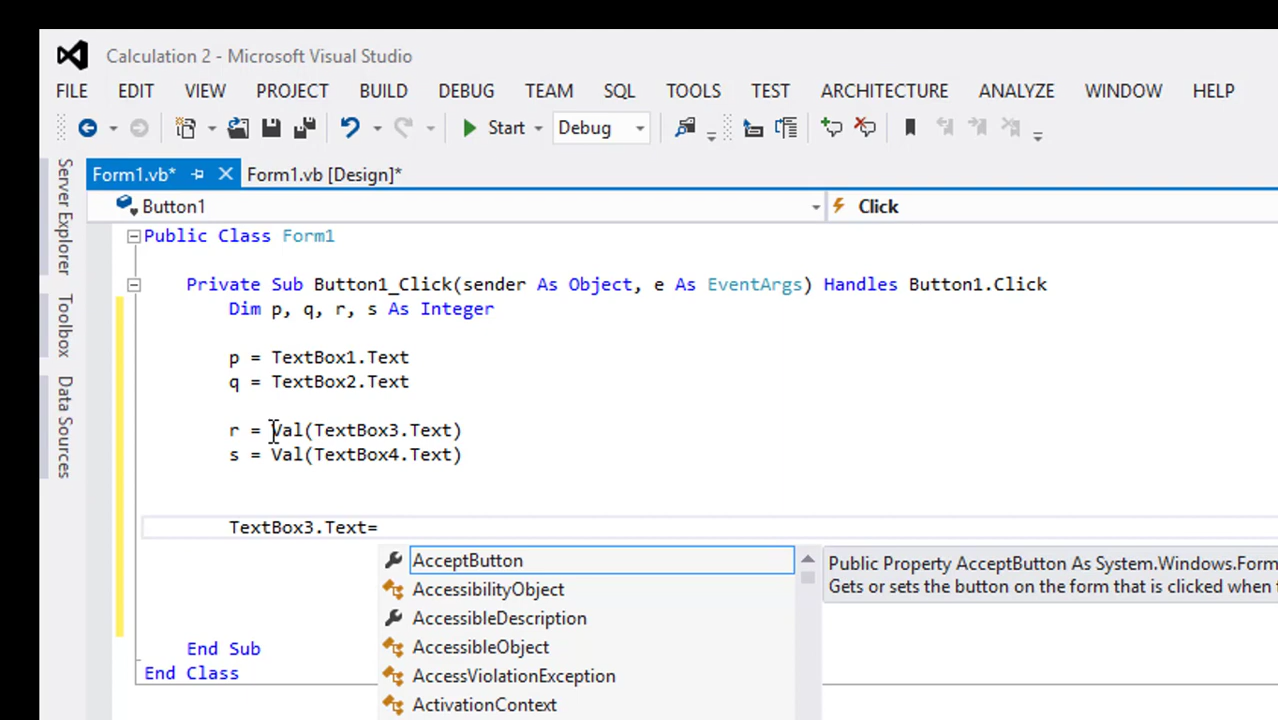 Calculation 2 - Microsoft Visual Studio
FILE EDIT VIEW PROJECT BUILD DEBUG TEAM SQL TOOLS TEST ARCHITECTURE ANALYZE WINDOW HELP
Start Debug
Form1.vb* Form1.vb [Design]*
Button1 Click
Server Explorer
Toolbox
Data Sources
Public Class Form1
Private Sub Button1_Click(sender As Object, e As EventArgs) Handles Button1.Click
Dim p, q, r, s As Integer
p = TextBox1.Text
q = TextBox2.Text
r = Val(TextBox3.Text)
s = Val(TextBox4.Text)
TextBox3.Text=
AcceptButton
AccessibilityObject
AccessibleDescription
AccessibleObject
AccessViolationException
ActivationContext
Public Property AcceptButton As System.Windows.Form
Gets or sets the button on the form that is clicked when
End Sub
End Class